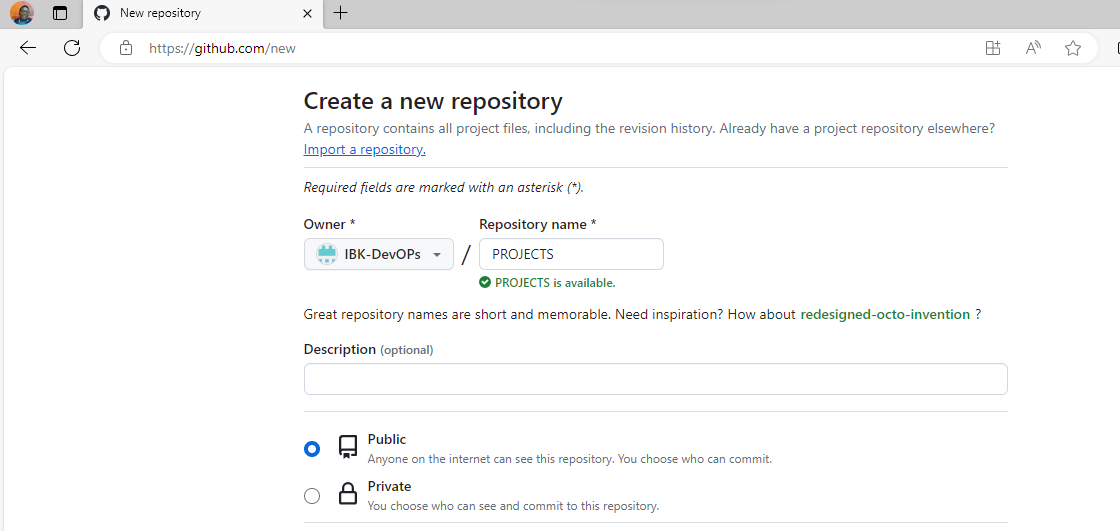 New repository
https://github.com/new
Create a new repository
A repository contains all project files, including the revision history. Already have a project repository elsewhere?
Import a repository.
Required fields are marked with an asterisk (*).
Owner * Repository name *
IBK-DevOPs / PROJECTS
PROJECTS is available.
Great repository names are short and memorable. Need inspiration? How about redesigned-octo-invention ?
Description (optional)
Public
Anyone on the internet can see this repository. You choose who can commit.
Private
You choose who can see and commit to this repository.